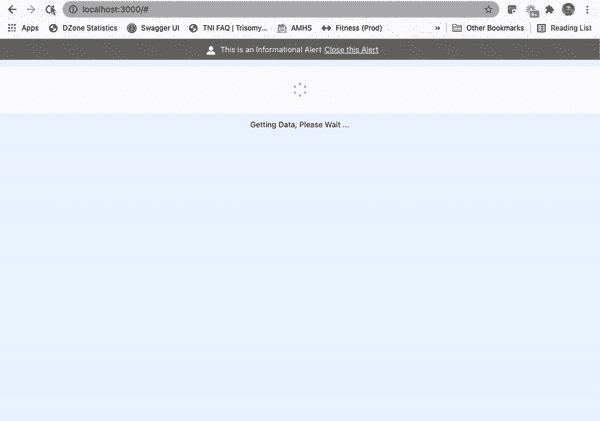 localhost:3000/#
Apps DZone Statistics Swagger UI TNI FAQ | Trisomy... AMHS Fitness (Prod) » Other Bookmarks Reading List
This is an Informational Alert Close this Alert
Getting Data, Please Wait ...